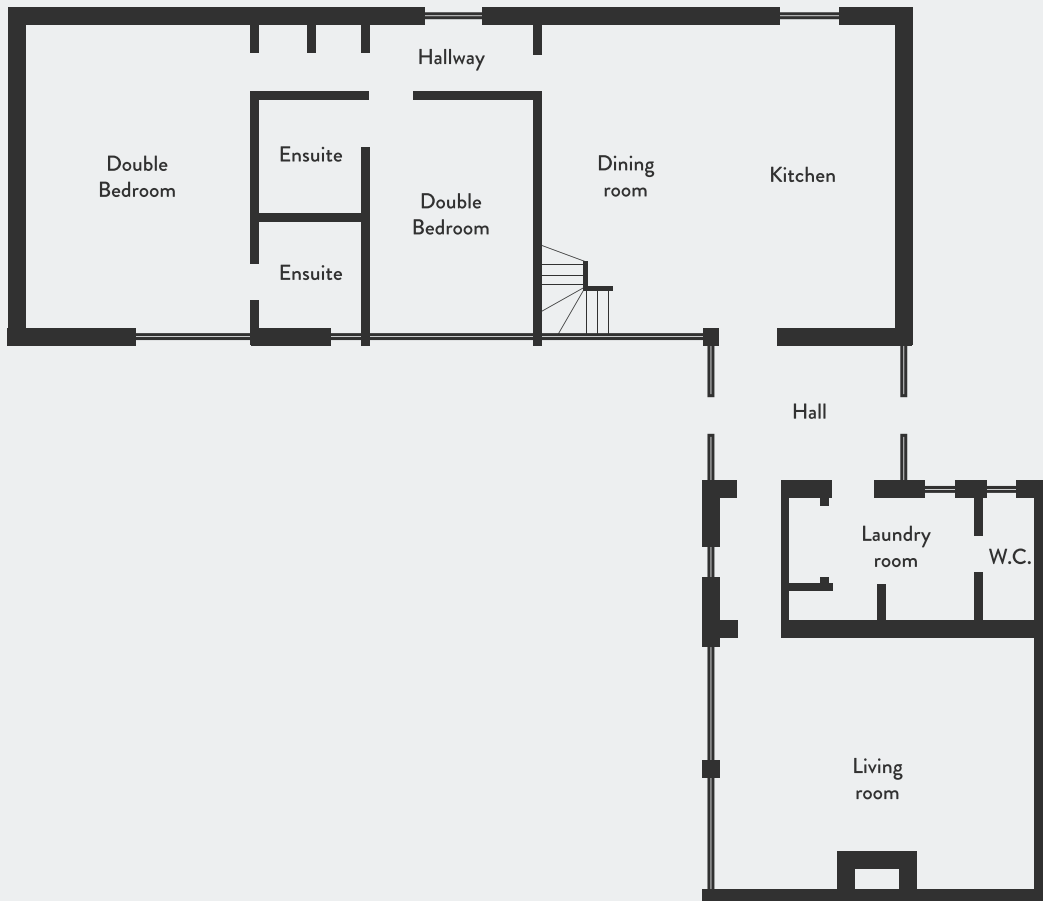 Hallway
Double
Bedroom
Ensuite
Double
Bedroom
Ensuite
Dining
room
Kitchen
Hall
Laundry
room
W.C.
Living
room